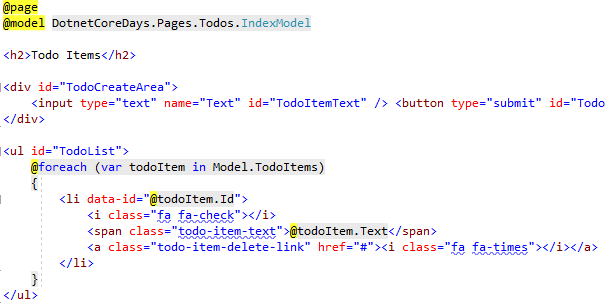 @page
@model DotnetCoreDays.Pages.Todos.IndexModel
<h2>Todo Items</h2>
<div id="TodoCreateArea">
<input type="text" name="Text" id="TodoItemText" /> <button type="submit" id="Todo
</div>
<ul id="TodoList">
@foreach (var todoItem in Model.TodoItems)
{
<li data-id="@todoItem.Id">
<i class="fa fa-check"></i>
<span class="todo-item-text">@todoItem.Text</span>
<a class="todo-item-delete-link" href="#"><i class="fa fa-times"></i></a>
</li>
}
</ul>